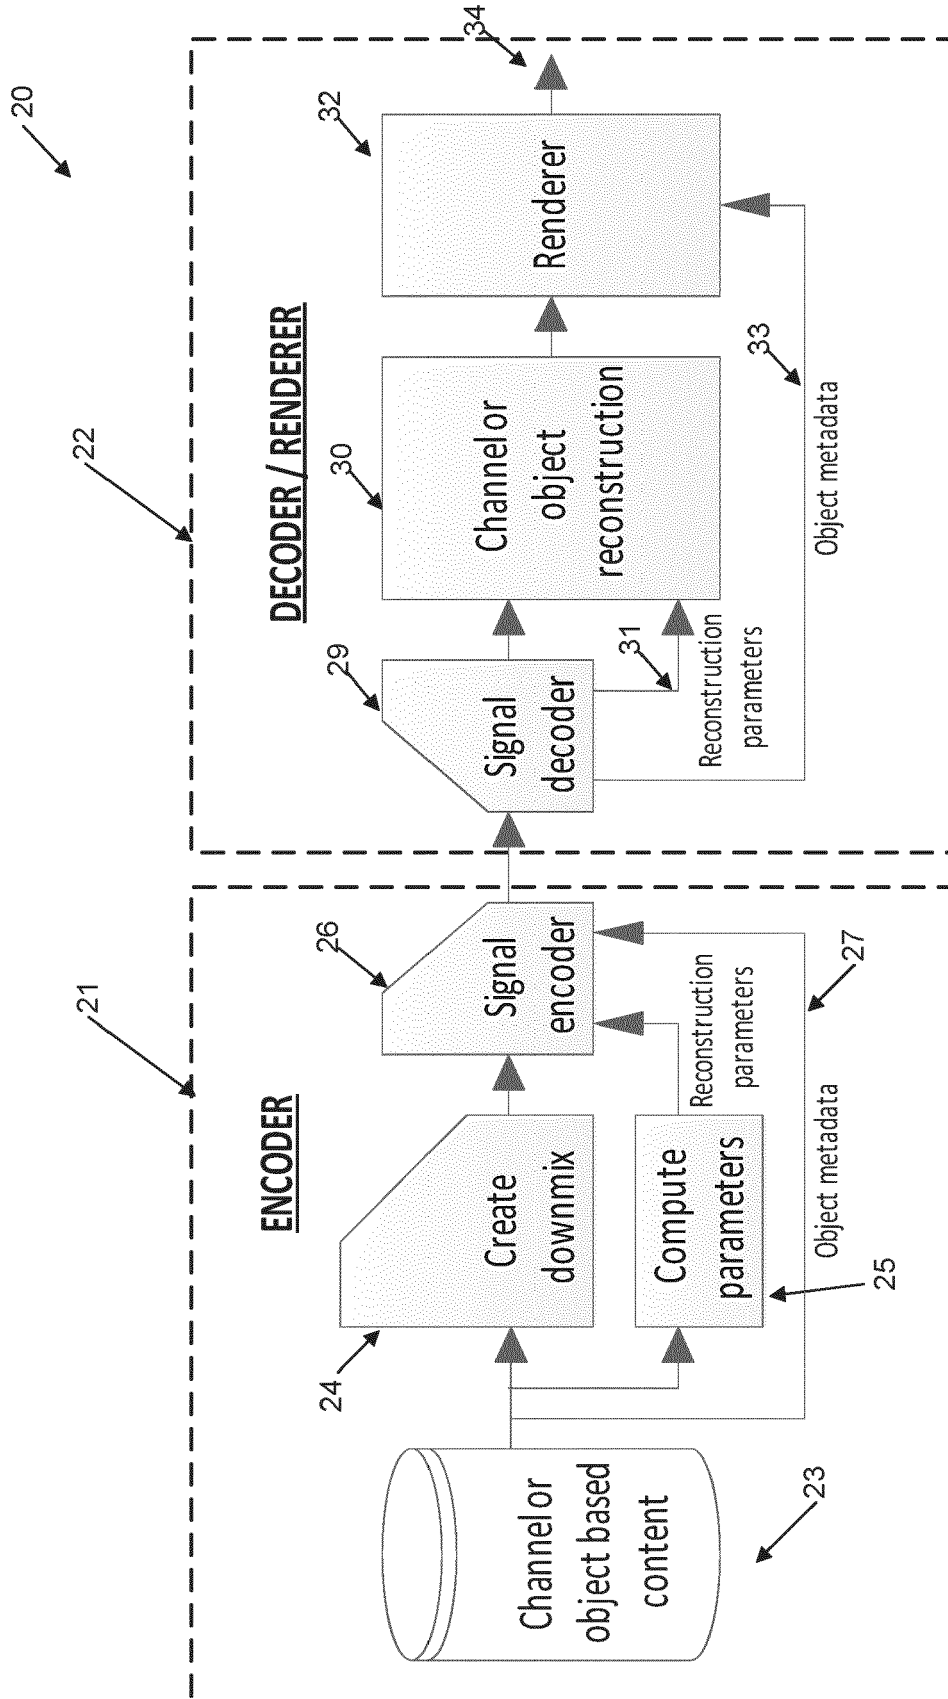 20
21
ENCODER
23
Channel or
object based
content
24
Create
downmix
25
Compute
parameters
26
Signal
encoder
Reconstruction
parameters
27
Object metadata
22
DECODER / RENDERER
29
Signal
decoder
31
Reconstruction
parameters
30
Channel or
object
reconstruction
33
Object metadata
32
Renderer
34